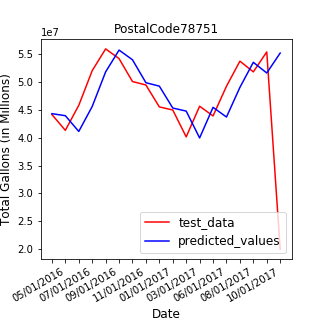 PostalCode78751
1e7
5.5
5.0
4.5
4.0
3.5
3.0
2.5
2.0
Total Gallons (in Millions)
test_data
predicted_values
05/01/2016
07/01/2016
09/01/2016
11/01/2016
01/01/2017
03/01/2017
06/01/2017
08/01/2017
10/01/2017
Date